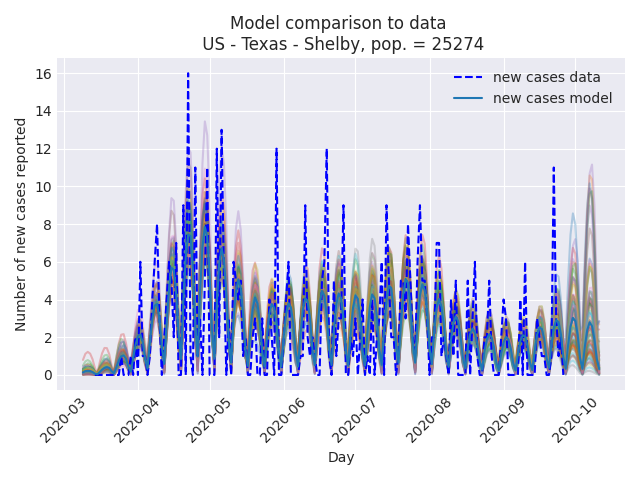 Model comparison to data
US - Texas - Shelby, pop. = 25274
new cases data
new cases model
Number of new cases reported
16
14
12
10
8
6
4
2
0
2020-03
2020-04
2020-05
2020-06
2020-07
2020-08
2020-09
2020-10
Day